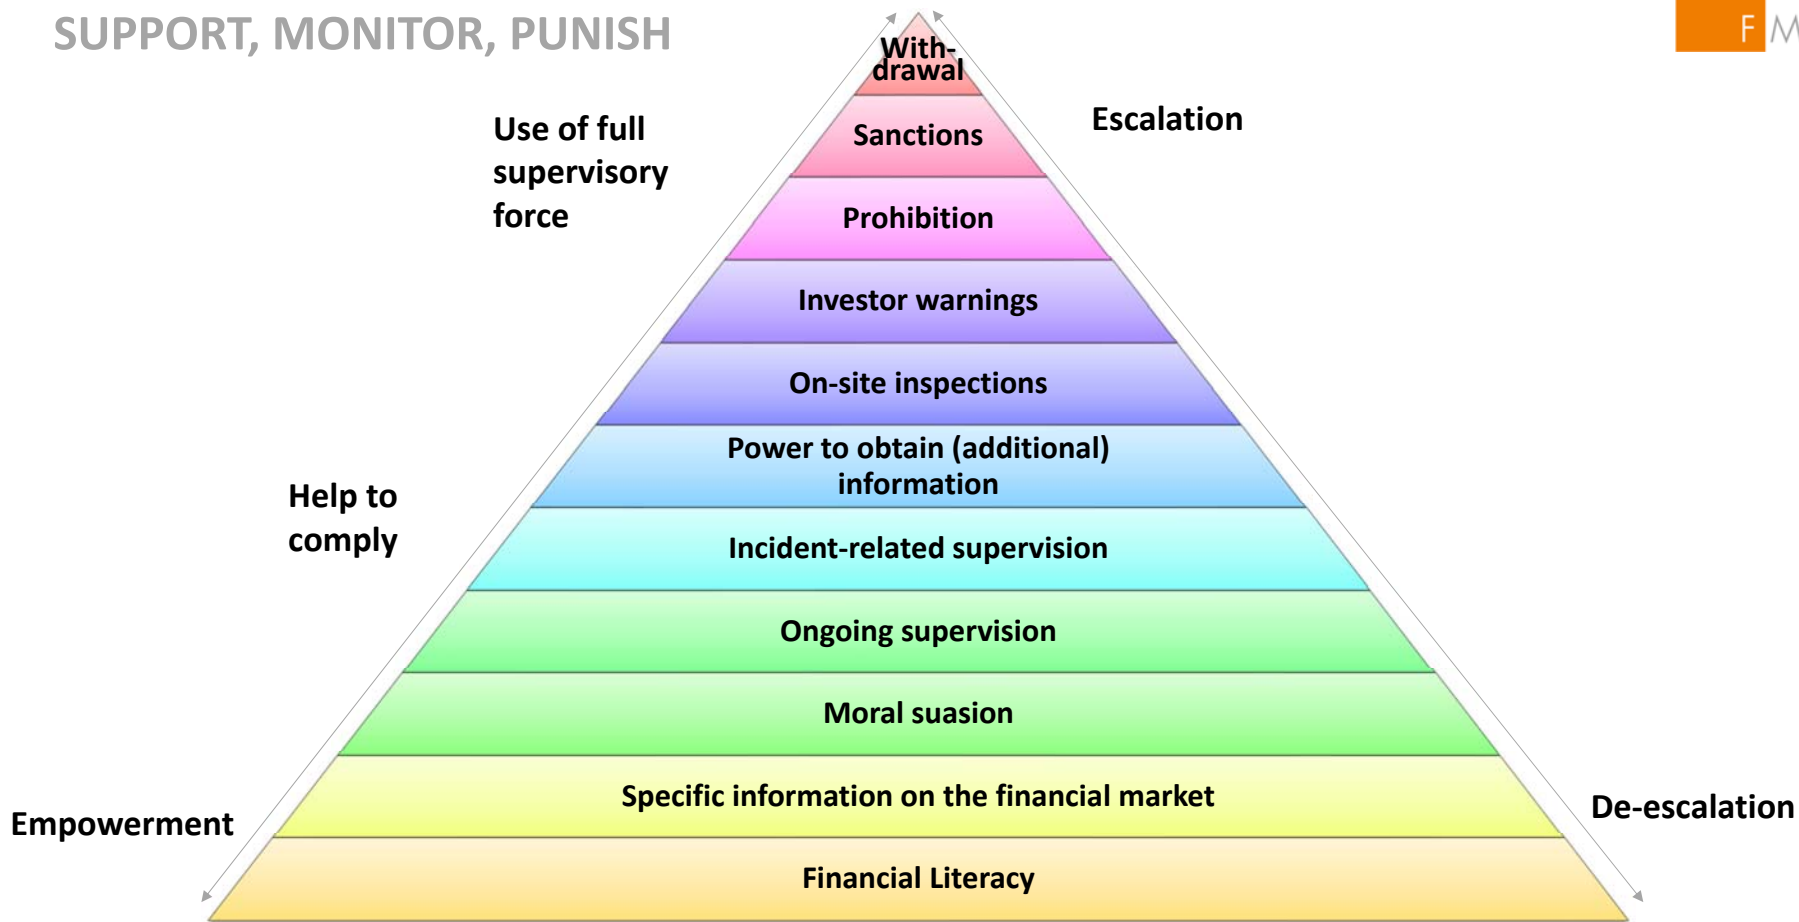 SUPPORT, MONITOR, PUNISH
F M
With-
drawal
Use of full
supervisory
force
Escalation
Sanctions
Prohibition
Investor warnings
On-site inspections
Power to obtain (additional)
information
Help to
comply
Incident-related supervision
Ongoing supervision
Moral suasion
Specific information on the financial market
Empowerment
De-escalation
Financial Literacy